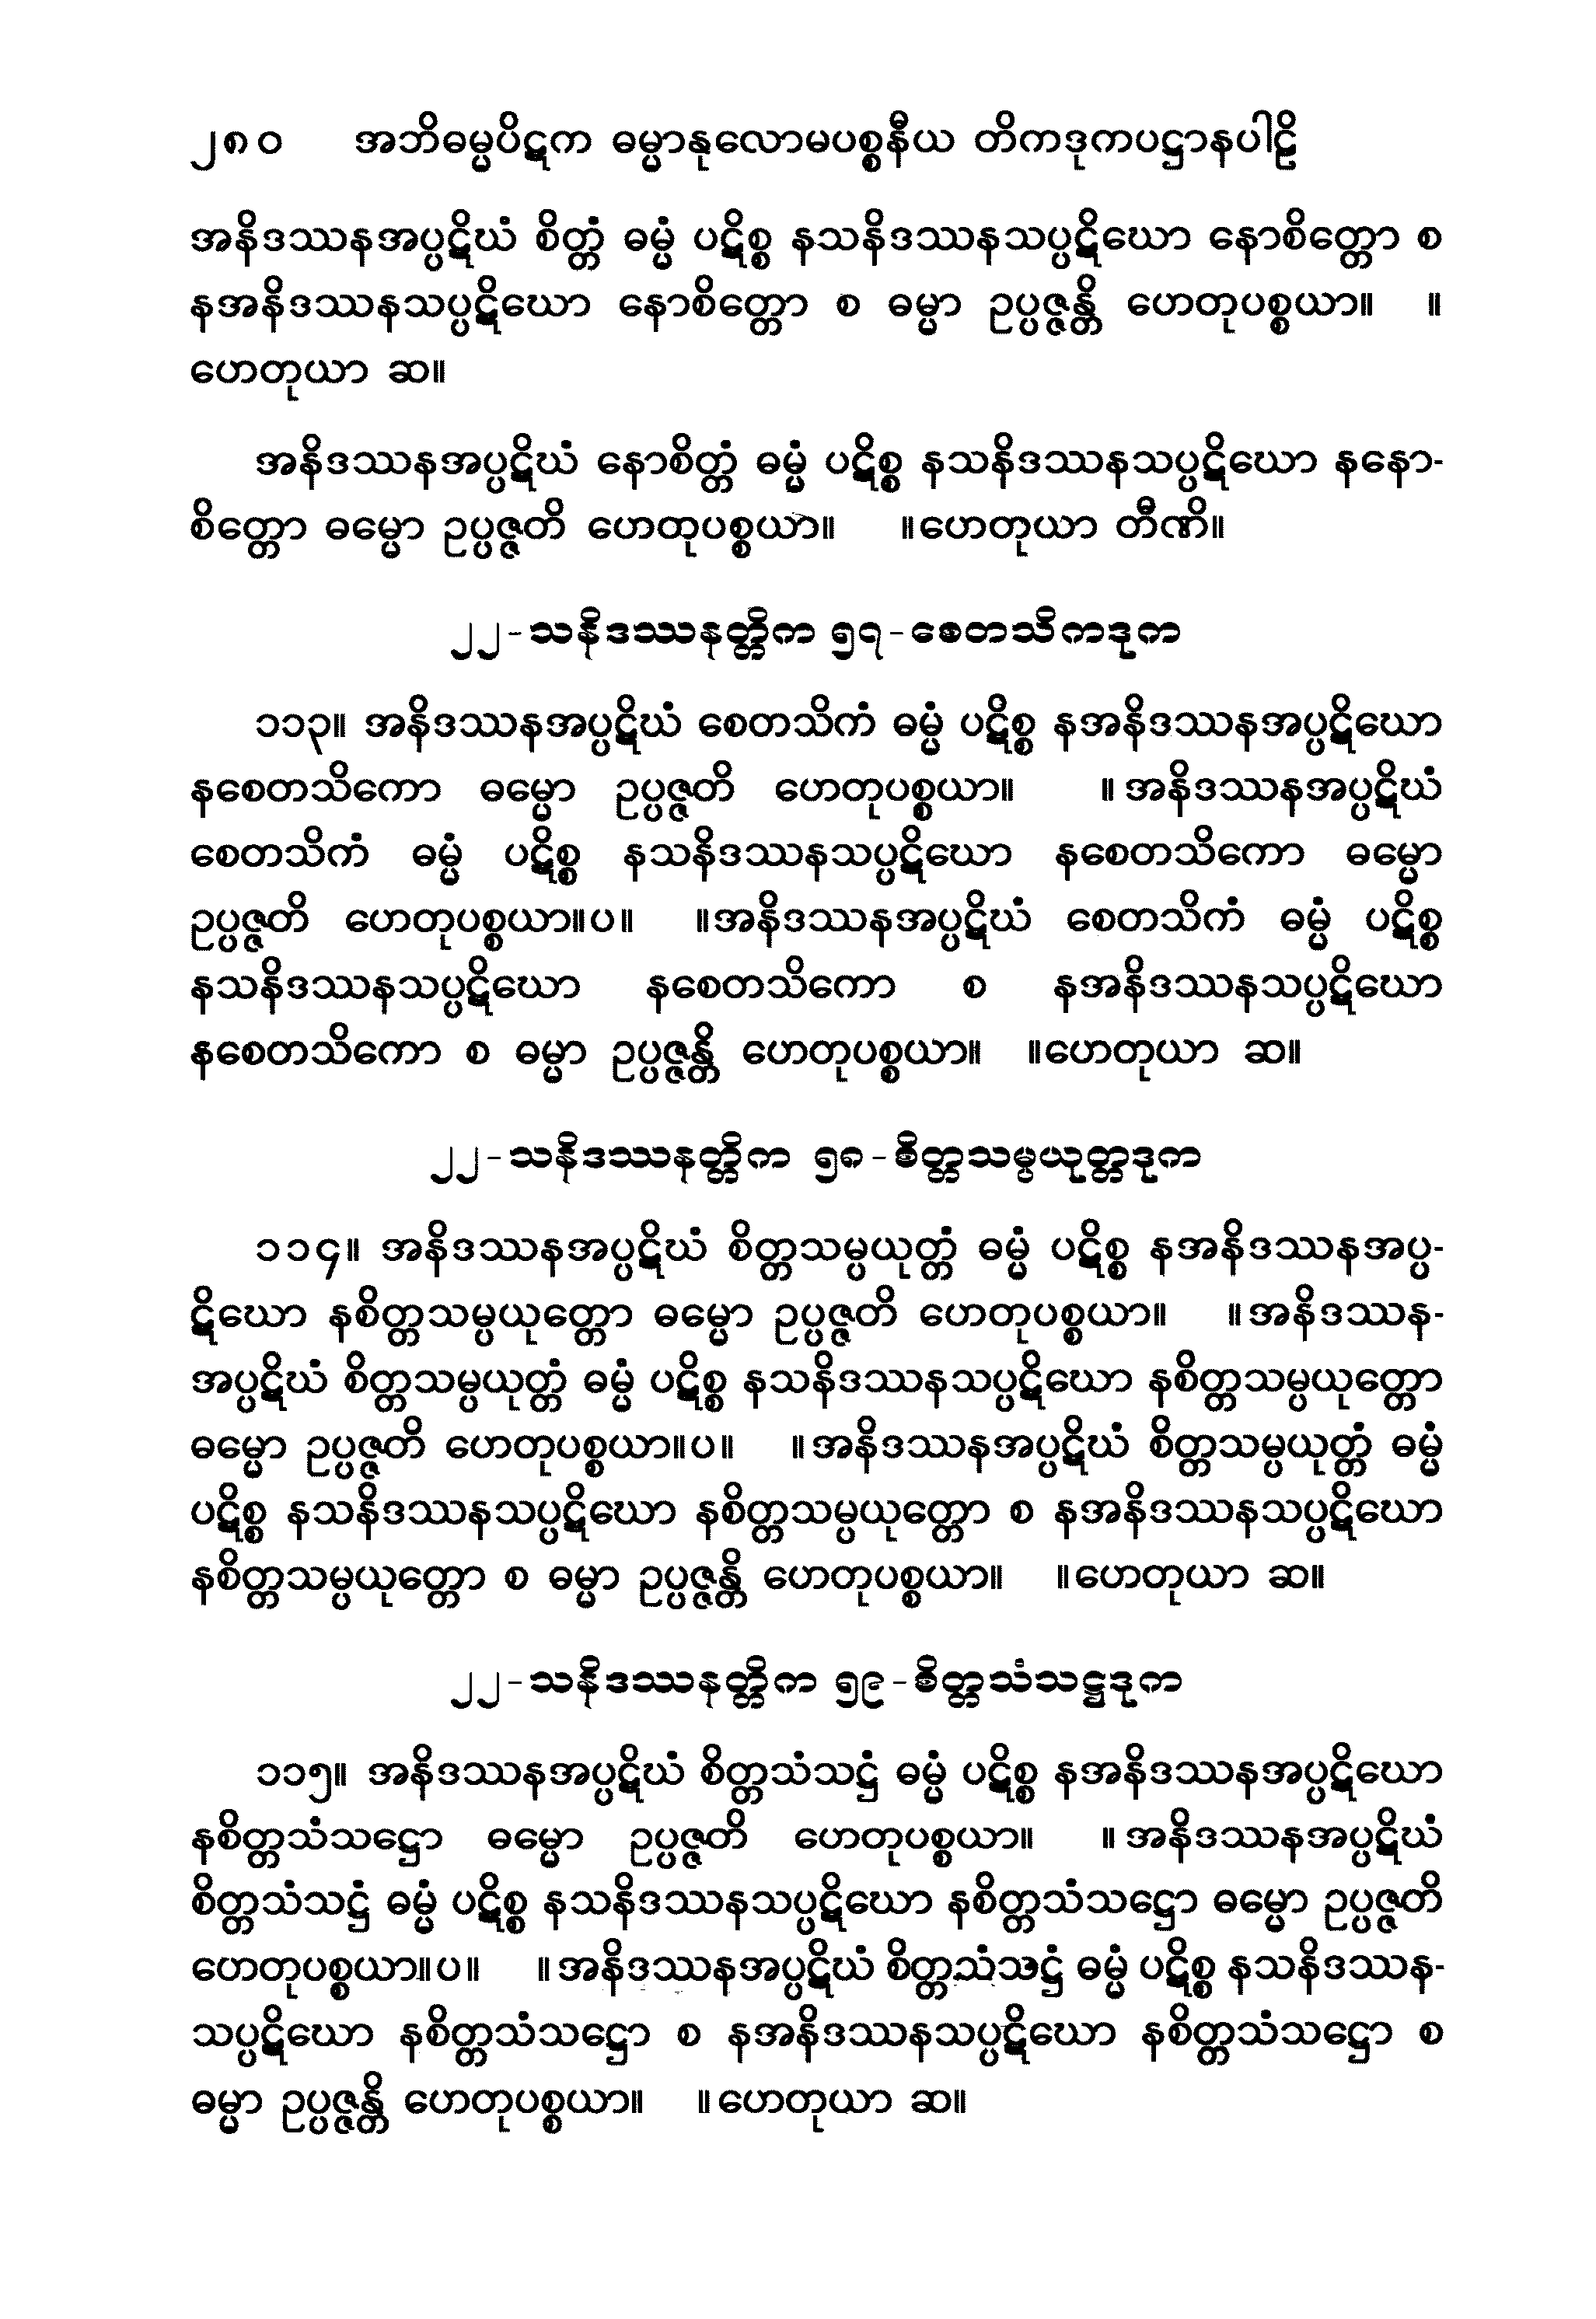 ၂၈၀ အဘိဓမ္မပိဋက ဓမ္မာနုလောမပစ္စနီယ တိကဒုကပဋ္ဌာနပါဠိ
အနိဒဿနအပ္ပဋိဃံ စိတ္တံ ဓမ္မံ ပဋိစ္စ နသနိဒဿနသပ္ပဋိဃော နောစိတ္တော စ
နအနိဒဿနသပ္ပဋိဃော နောစိတ္တော စ ဓမ္မာ ဥပ္ပဇ္ဇန္တိ ဟေတုပစ္စယာ။ ။
ဟေတုယာ ဆ။
အနိဒဿနအပ္ပဋိဃံ နောစိတ္တံ ဓမ္မံ ပဋိစ္စ နသနိဒဿနသပ္ပဋိဃော နနော-
စိတ္တော ဓမ္မော ဥပ္ပဇ္ဇတိ ဟေထုပစ္စယာ။ ။ဟေတုယာ တီဏိ။
၂၂-သနိဒဿနတ္တိက ၅၇-စေတသိကဒုက
၁၁၃။ အနိဒဿနအပ္ပဋိဃံ စေတသိကံ ဓမ္မံ ပဋိစ္စ နအနိဒဿနအပ္ပဋိဃော
နစေတသိကော ဓမ္မော ဥပ္ပဇ္ဇတိ ဟေတုပစ္စယာ။ ။အနိဒဿနအပ္ပဋိဃံ
စေတသိကံ ဓမ္မံ ပဋိစ္စ နသနိဒဿနသပ္ပဋိဃော နစေတသိကော ဓမ္မော
ဥပ္ပဇ္ဇတိ ဟေတုပစ္စယာ။ပ။ ။အနိဒဿနအပ္ပဋိဃံ စေတသိကံ ဓမ္မံ ပဋိစ္စ
နသနိဒဿနသပ္ပဋိဃော နစေတသိကော စ နအနိဒဿနသပ္ပဋိဃော
နစေတသိကော စ ဓမ္မာ ဥပ္ပဇ္ဇန္တိ ဟေတုပစ္စယာ။ ။ဟေတုယာ ဆ။
၂၂-သနိဒဿနတ္တိက ၅၈-စိတ္တသမ္ပယုတ္တဒုက
၁၁၄။ အနိဒဿနအပ္ပဋိဃံ စိတ္တသမ္ပယုတ္တံ ဓမ္မံ ပဋိစ္စ နအနိဒဿနအပ္ပ-
ဋိဃော နစိတ္တသမ္ပယုတ္တော ဓမ္မော ဥပ္ပဇ္ဇတိ ဟေတုပစ္စယာ။ ။အနိဒဿန-
အပ္ပဋိဃံ စိတ္တသမ္ပယုတ္တံ ဓမ္မံ ပဋိစ္စ နသနိဒဿနသပ္ပဋိဃော နစိတ္တသမ္ပယုတ္တော
ဓမ္မော ဥပ္ပဇ္ဇတိ ဟေတုပစ္စယာ။ပ။ ။အနိဒဿနအပ္ပဋိဃံ စိတ္တသမ္ပယုတ္တံ ဓမ္မံ
ပဋိစ္စ နသနိဒဿနသပ္ပဋိဃော နစိတ္တသမ္ပယုတ္တော စ နအနိဒဿနသပ္ပဋိဃော
နစိတ္တသမ္ပယုတ္တော စ ဓမ္မာ ဥပ္ပဇ္ဇန္တိ ဟေတုပစ္စယာ။ ။ဟေတုယာ ဆ။
၂၂-သနိဒဿနတ္တိက ၅၉-စိတ္တသံသဋ္ဌဒုက
၁၁၅။ အနိဒဿနအပ္ပဋိဃံ စိတ္တသံသဋ္ဌံ ဓမ္မံ ပဋိစ္စ နအနိဒဿနအပ္ပဋိဃော
နစိတ္တသံသဋ္ဌော ဓမ္မော ဥပ္ပဇ္ဇတိ ဟေတုပစ္စယာ။ ။အနိဒဿနအပ္ပဋိဃံ
စိတ္တသံသဋ္ဌံ ဓမ္မံ ပဋိစ္စ နသနိဒဿနသပ္ပဋိဃော နစိတ္တသံသဋ္ဌော ဓမ္မော ဥပ္ပဇ္ဇတိ
ဟေတုပစ္စယာ။ပ။ ။အနိဒဿနအပ္ပဋိဃံ စိတ္တသံသဋ္ဌံ ဓမ္မံ ပဋိစ္စ နသနိဒဿန-
သပ္ပဋိဃော နစိတ္တသံသဋ္ဌော စ နအနိဒဿနသပ္ပဋိဃော နစိတ္တသံသဋ္ဌော စ
ဓမ္မာ ဥပ္ပဇ္ဇန္တိ ဟေတုပစ္စယာ။ ။ဟေတုယာ ဆ။